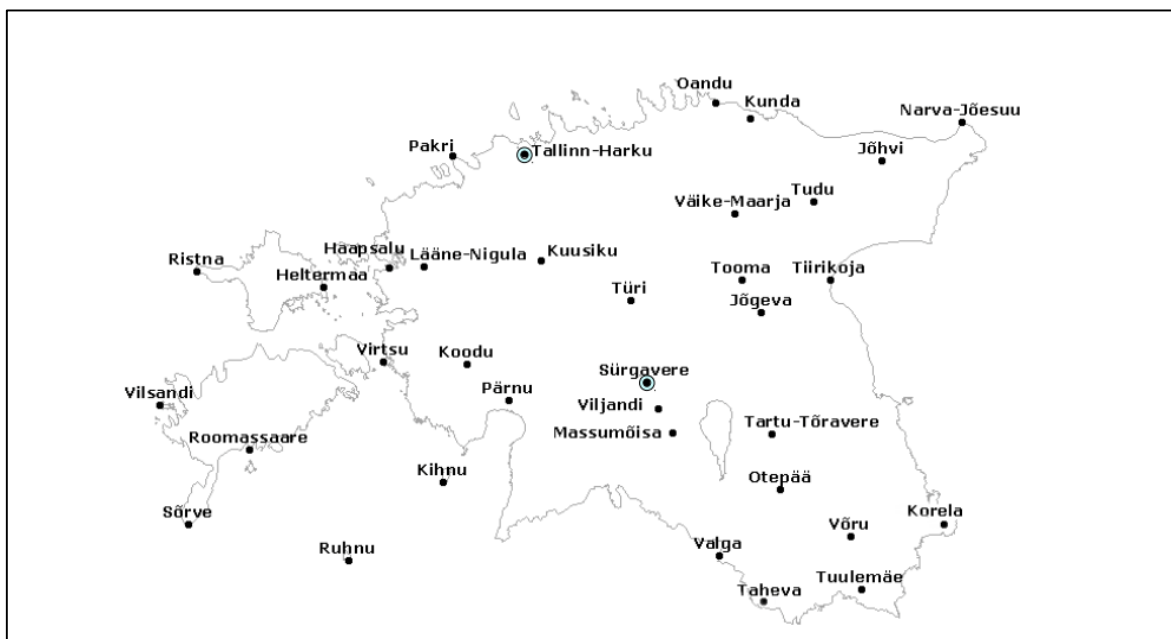 Oandu
Kunda
Narva-Jõesuu
Pakri
Tallinn-Harku
Jõhvi
Tudu
Väike-Maarja
Haapsalu
Lääne-Nigula
Kuusiku
Ristna
Heltermaa
Tooma
Tiirikoja
Türi
Jõgeva
Virtsu
Koodu
Sürgavere
Vilsandi
Pärnu
Viljandi
Roomassaare
Massumõisa
Tartu-Tõravere
Kihnu
Otepää
Sõrve
Korela
Võru
Ruhnu
Valga
Tuulemäe
Taheva